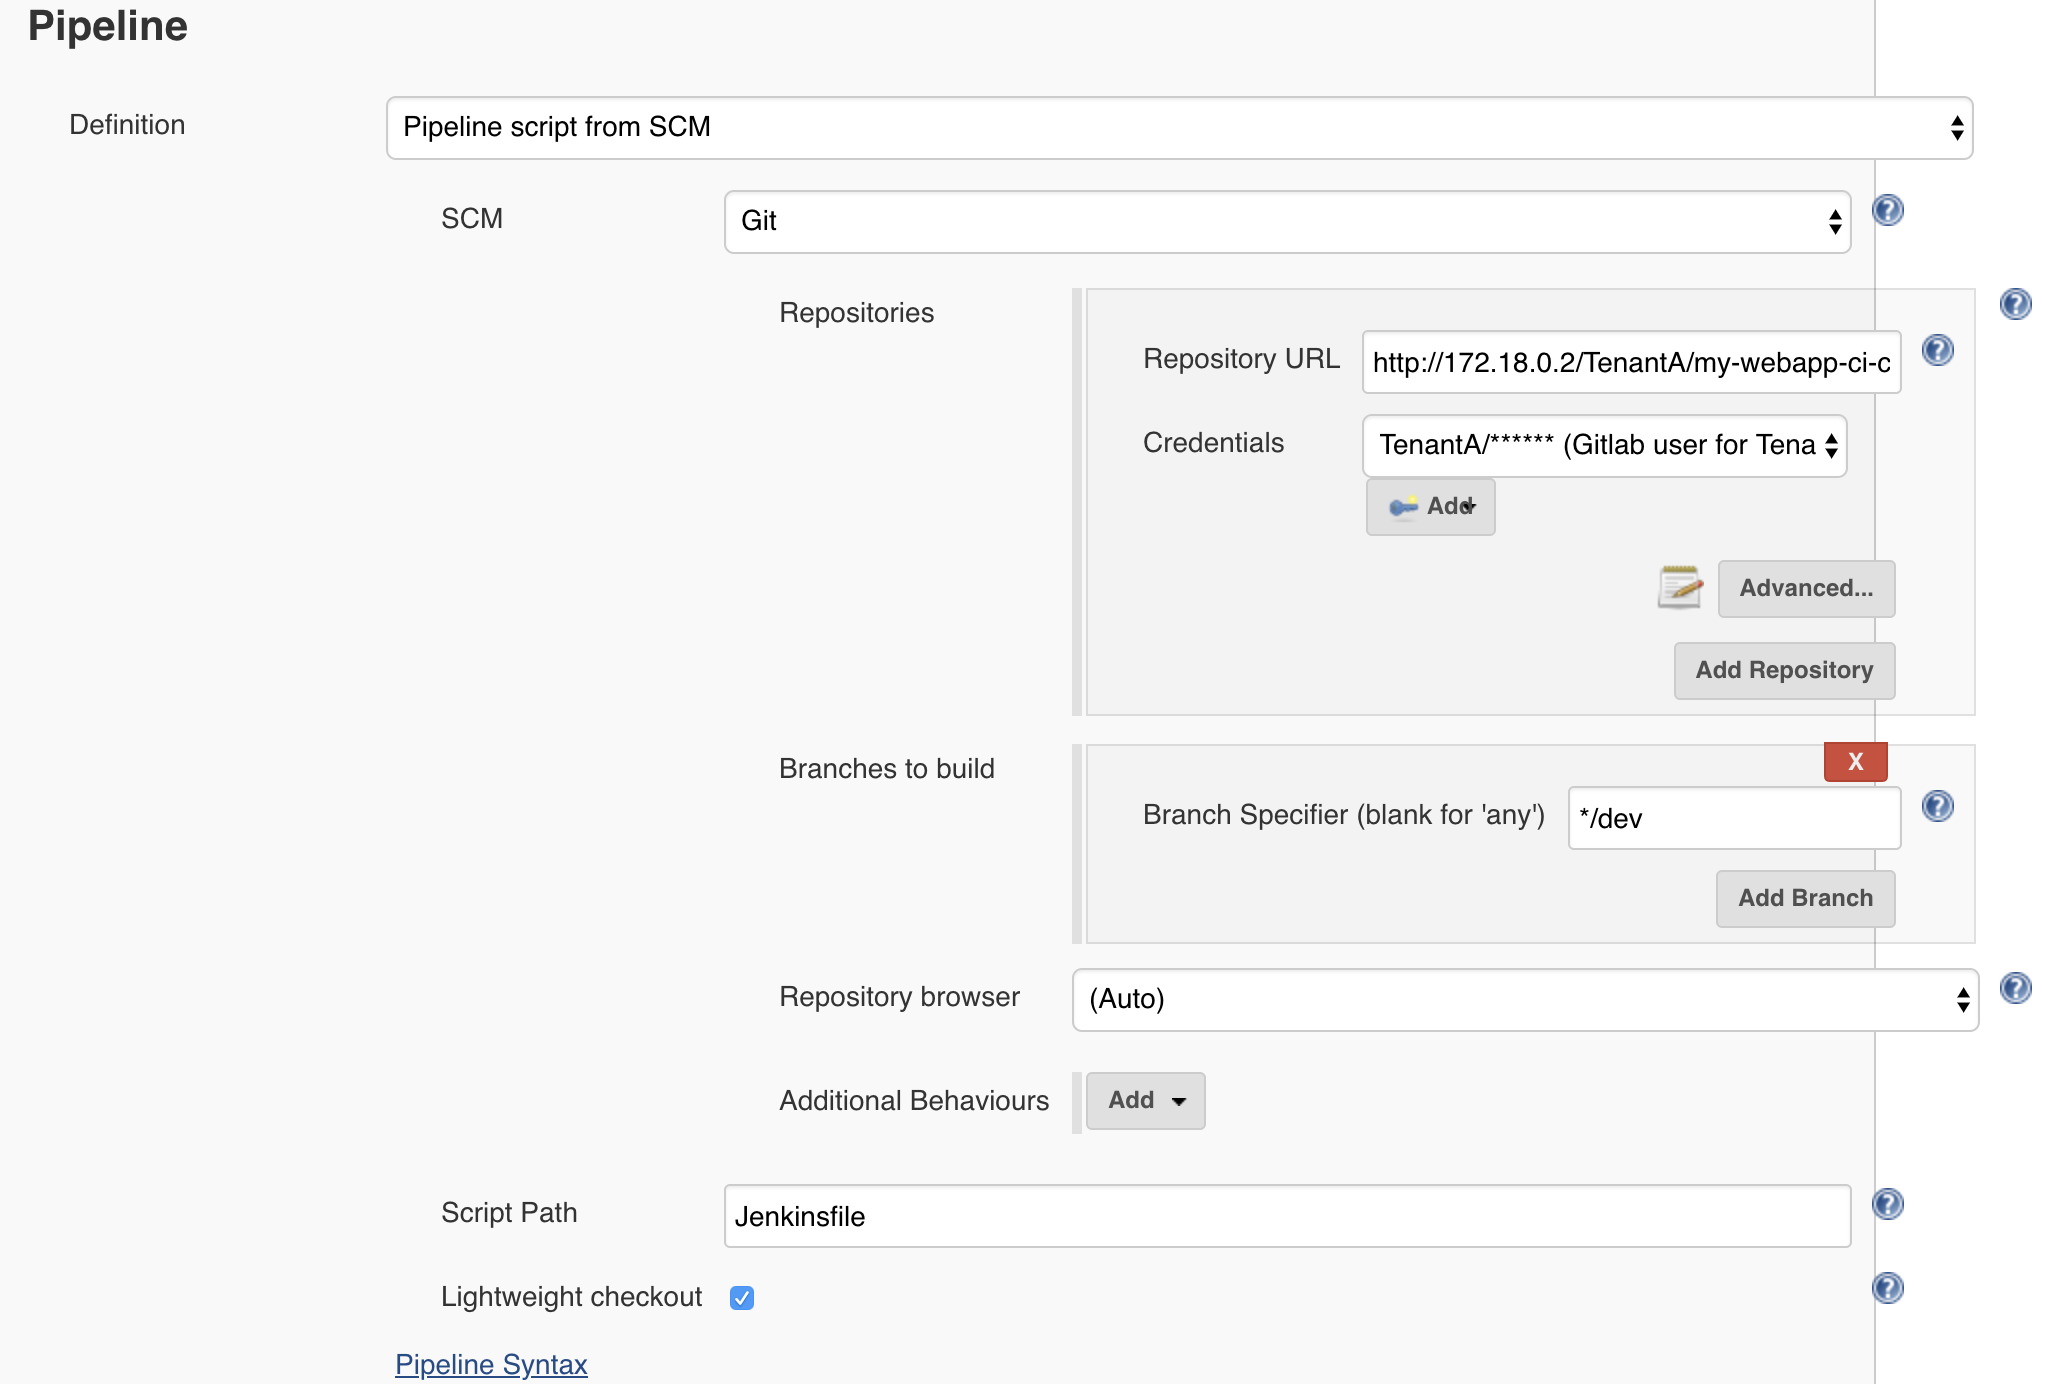 Pipeline
Definition
Pipeline script from SCM
SCM
Git
Repositories
Repository URL
http://172.18.0.2/TenantA/my-webapp-ci-c
Credentials
TenantA/****** (Gitlab user for Tena
Add
Advanced...
Add Repository
Branches to build
X
Branch Specifier (blank for 'any')
*/dev
Add Branch
Repository browser
(Auto)
Additional Behaviours
Add
Script Path
Jenkinsfile
Lightweight checkout
Pipeline Syntax